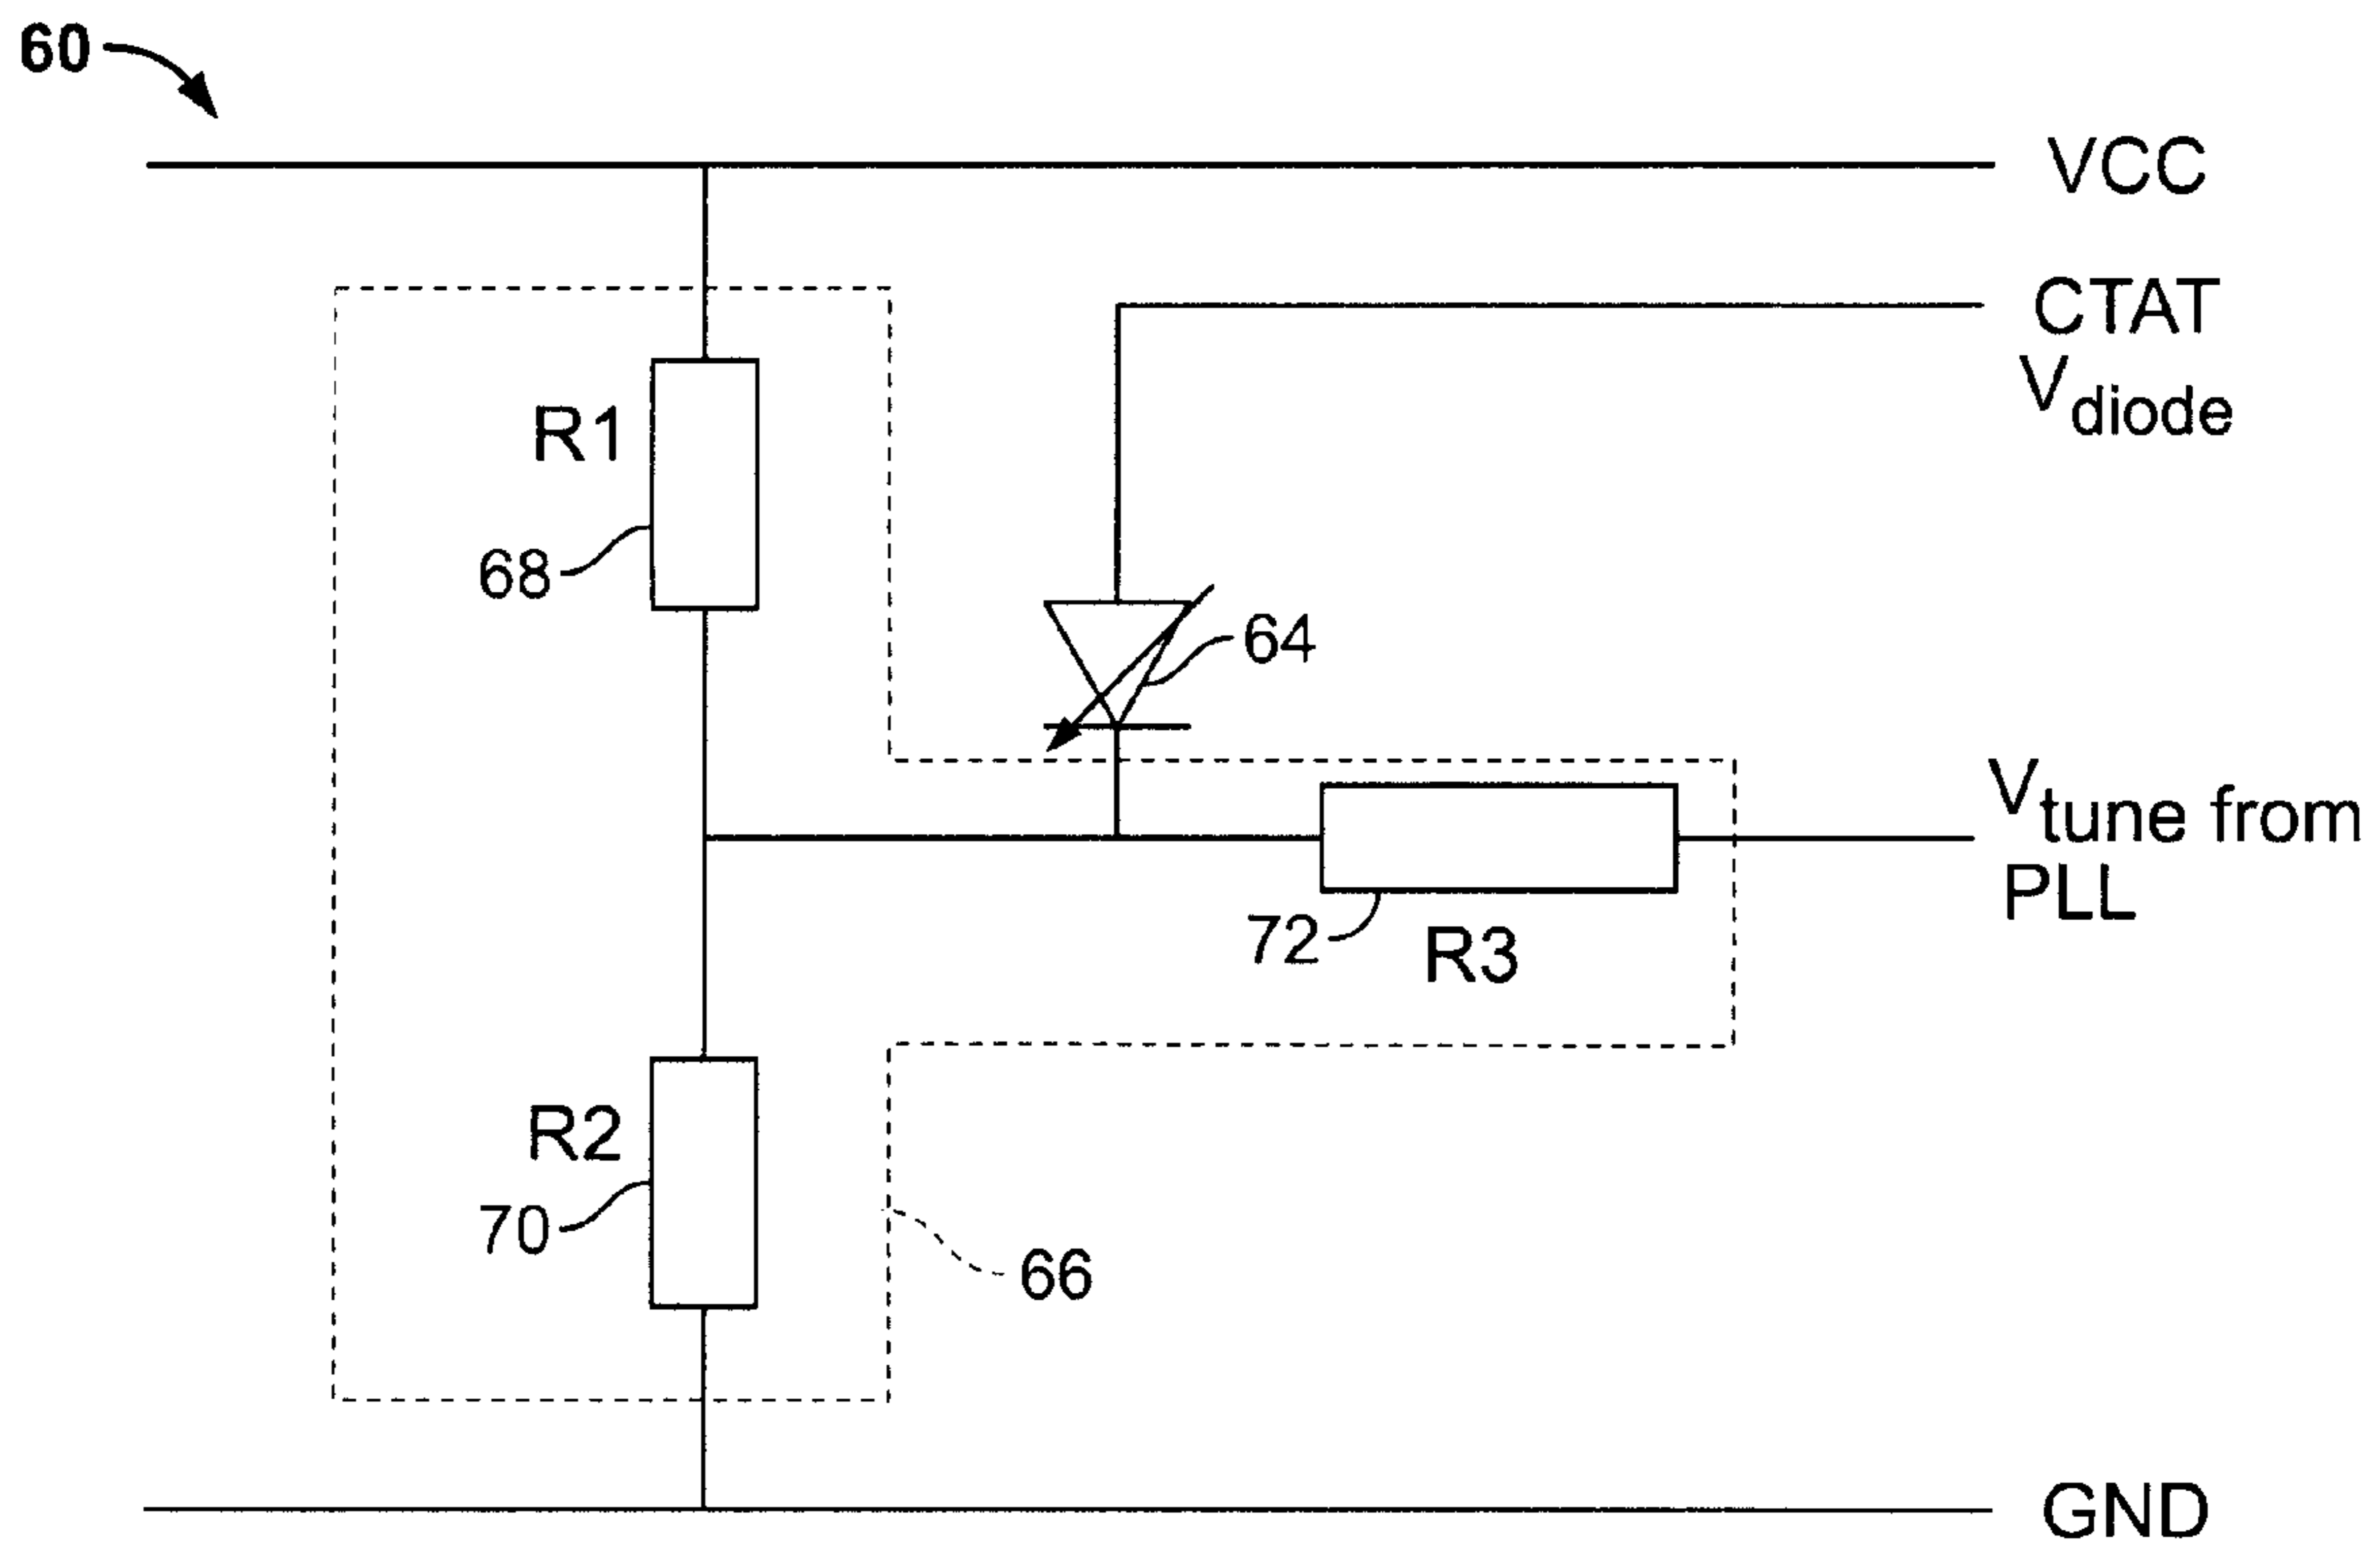 60
VCC
CTAT
Vdiode
R1
68
64
Vtune from
PLL
72
R3
R2
70
66
GND